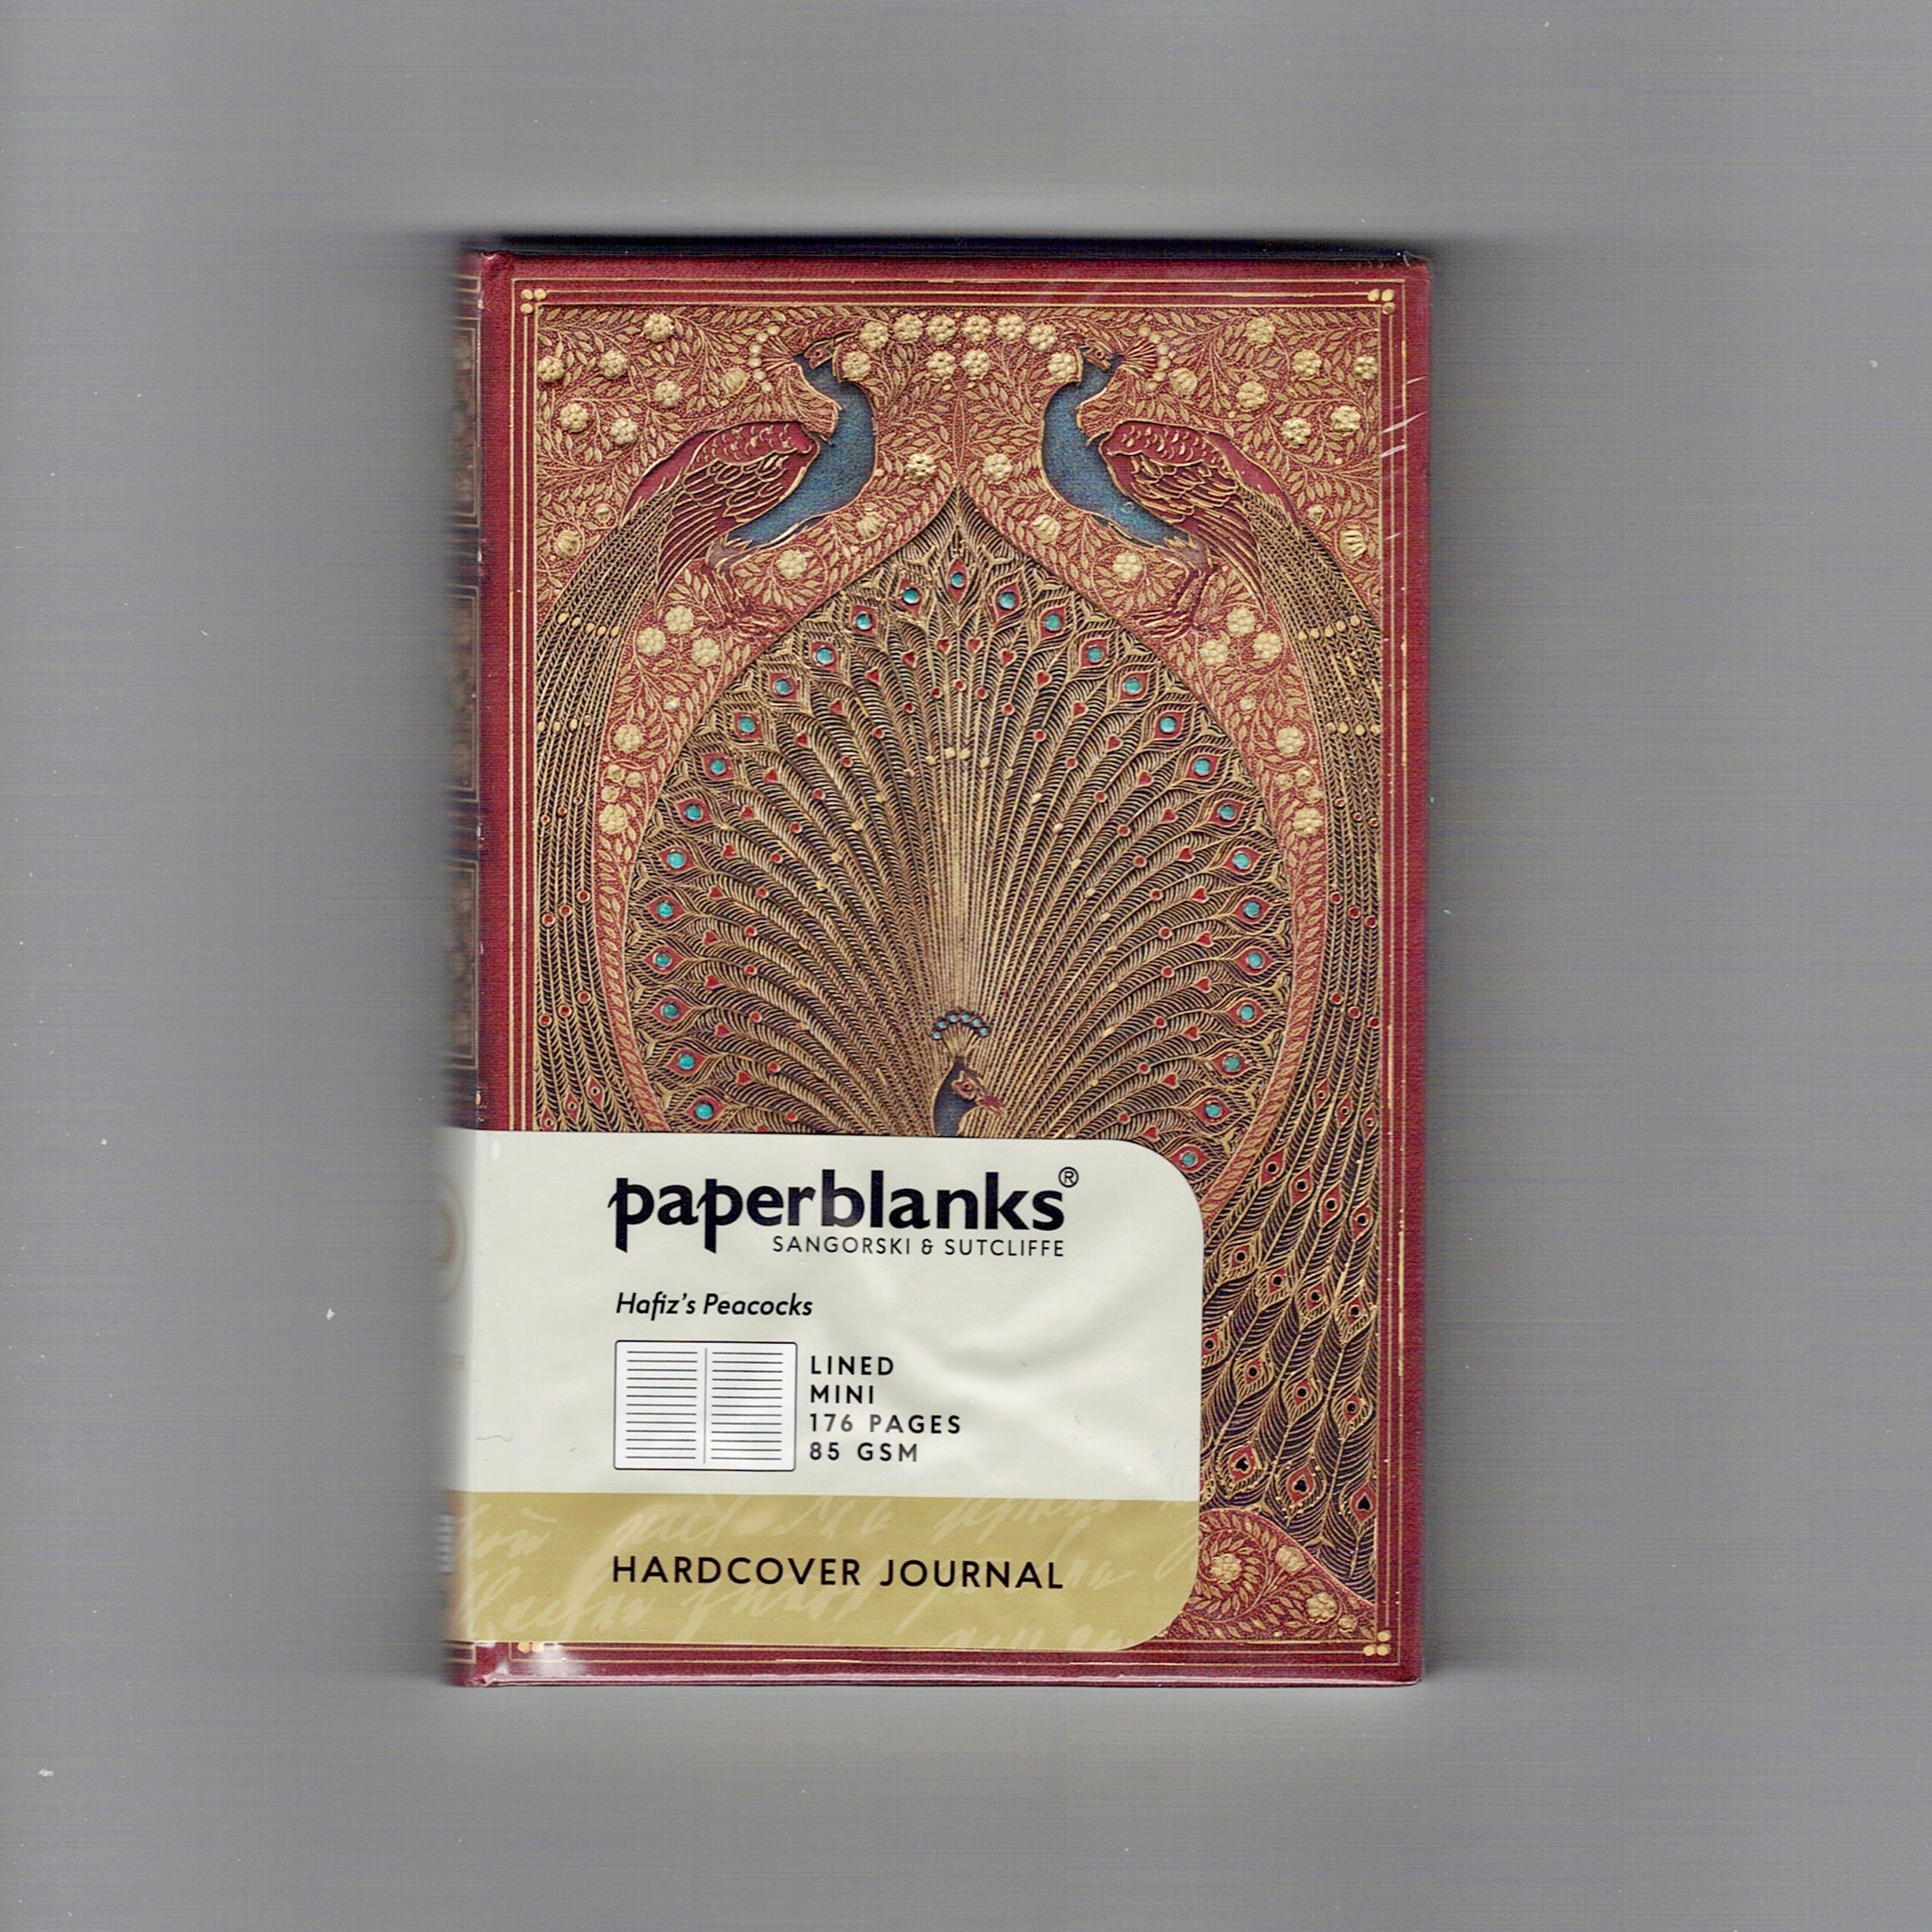 paperblanks®
SANGORSKI & SUTCLIFFE
Hafiz's Peacocks
LINED
MINI
176 PAGES
85 GSM
HARDCOVER JOURNAL